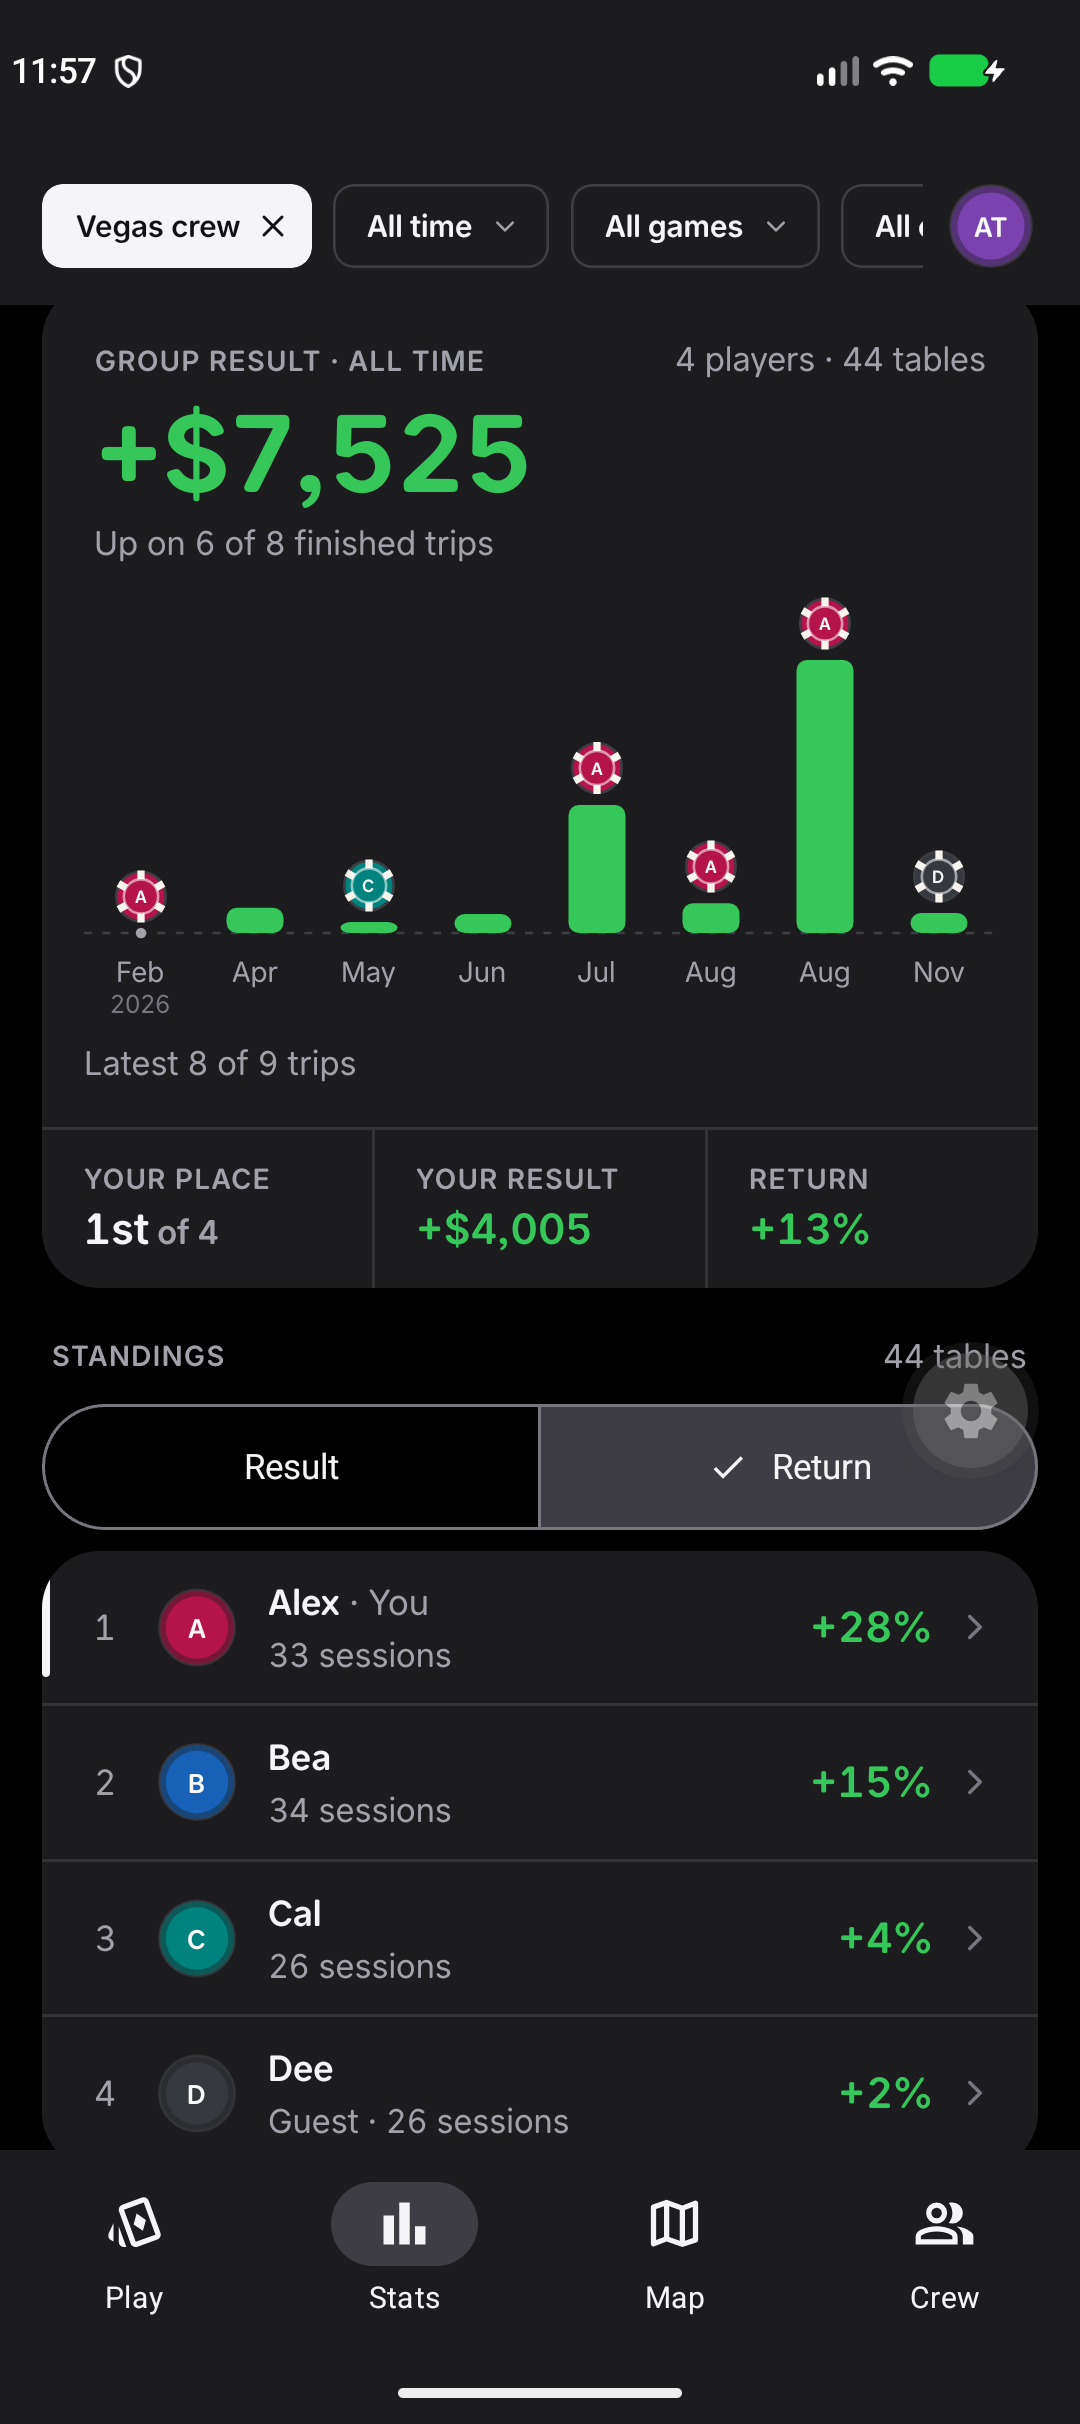 11:57
Vegas crew
All time
All games
All
AT
GROUP RESULT · ALL TIME
4 players · 44 tables
+$7,525
Up on 6 of 8 finished trips
A
A
A
C
A
D
Feb
Apr
May
Jun
Jul
Aug
Aug
Nov
2026
Latest 8 of 9 trips
YOUR PLACE
YOUR RESULT
RETURN
1st of 4
+$4,005
+13%
STANDINGS
44 tables
Result
Return
1
A
Alex · You
33 sessions
+28%
2
B
Bea
34 sessions
+15%
3
C
Cal
26 sessions
+4%
4
D
Dee
Guest · 26 sessions
+2%
Play
Stats
Map
Crew